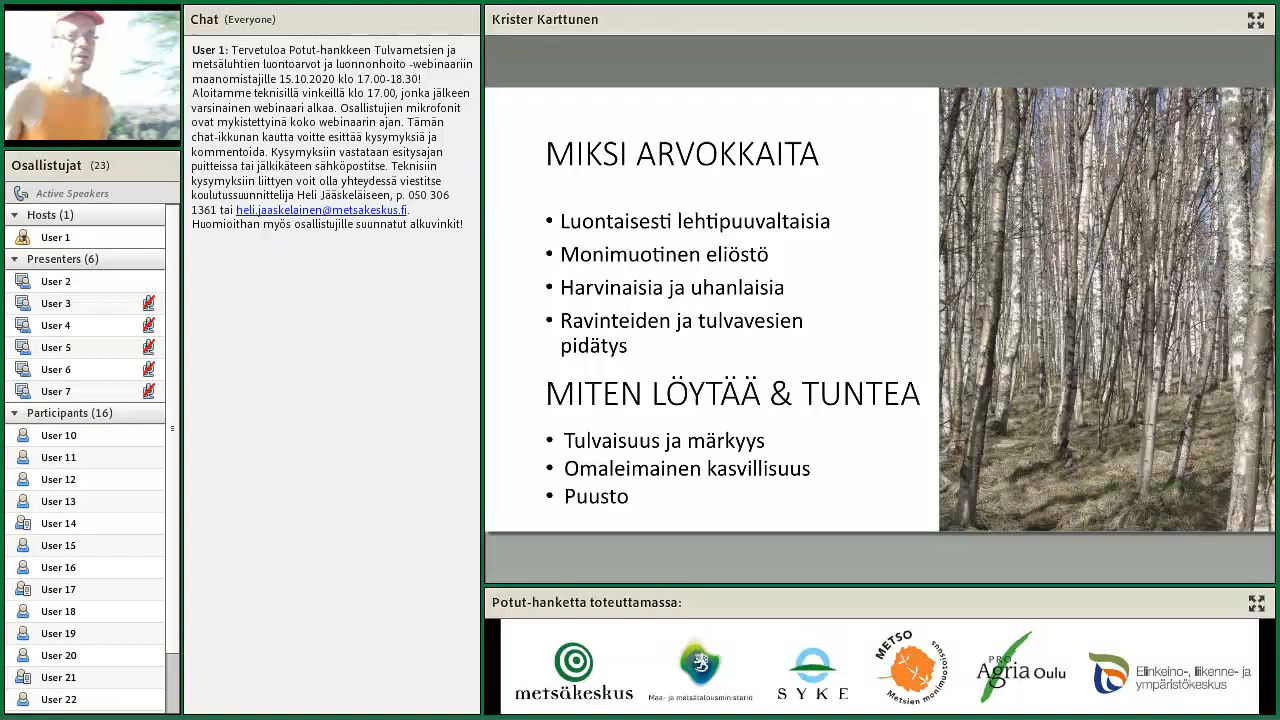 Chat (Everyone)
User 1: Tervetuloa Potut-hankkeen Tulvametsien ja
metsäluhtien luontoarvot ja luonnonhoito -webinaariin
maanomistajille 15.10.2020 klo 17.00-18.30!
Aloitamme teknisillä vinkeillä klo 17.00, jonka jälkeen
varsinainen webinaari alkaa. Osallistujien mikrofonit
ovat mykistettyinä koko webinaarin ajan. Tämän
chat-ikkunan kautta voitte esittää kysymyksiä ja
kommentoida. Kysymyksiin vastataan esitysajan
puitteissa tai jälkikäteen sähköpostitse. Teknisiin
kysymyksiin liittyen voit olla yhteydessä viestitse
koulutussuunnittelija Heli Jääskeläiseen, p. 050 306
1361 tai heli.jaaskelainen@metsakeskus.fi.
Huomioithan myös osallistujille suunnatut alkuvinkit!
Osallistujat (23)
Active Speakers
Hosts (1)
User 1
Presenters (6)
User 2
User 3
User 4
User 5
User 6
User 7
Participants (16)
User 10
User 11
User 12
User 13
User 14
User 15
User 16
User 17
User 18
User 19
User 20
User 21
User 22
Krister Karttunen
MIKSI ARVOKKAITA
• Luontaisesti lehtipuuvaltaisia
• Monimuotinen eliöstö
• Harvinaisia ja uhanlaisia
• Ravinteiden ja tulvavesien
pidätys
MITEN LÖYTÄÄ & TUNTEA
• Tulvaisuus ja märkyys
• Omaleimainen kasvillisuus
• Puusto
Potut-hanketta toteuttamassa:
metsäkeskus
Maa- ja metsätalousministeriö
SYKE
METSO
Metsien monimuotoisuus
PRO
Agria Oulu
Elinkeino-, liikenne- ja
ympäristökeskus